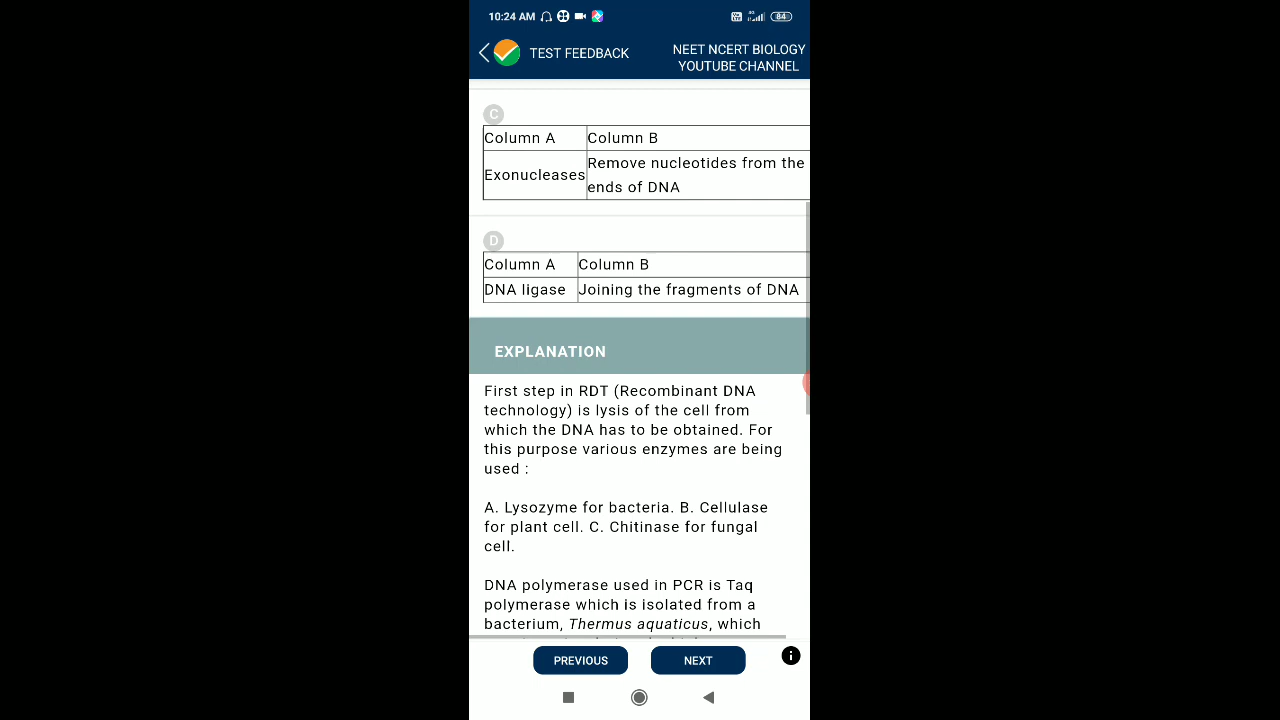 10:24 AM 84
TEST FEEDBACK NEET NCERT BIOLOGY
YOUTUBE CHANNEL
C
Column A Column B
Exonucleases Remove nucleotides from the
ends of DNA
D
Column A Column B
DNA ligase Joining the fragments of DNA
EXPLANATION
First step in RDT (Recombinant DNA
technology) is lysis of the cell from
which the DNA has to be obtained. For
this purpose various enzymes are being
used :
A. Lysozyme for bacteria. B. Cellulase
for plant cell. C. Chitinase for fungal
cell.
DNA polymerase used in PCR is Taq
polymerase which is isolated from a
bacterium, Thermus aquaticus, which
PREVIOUS NEXT